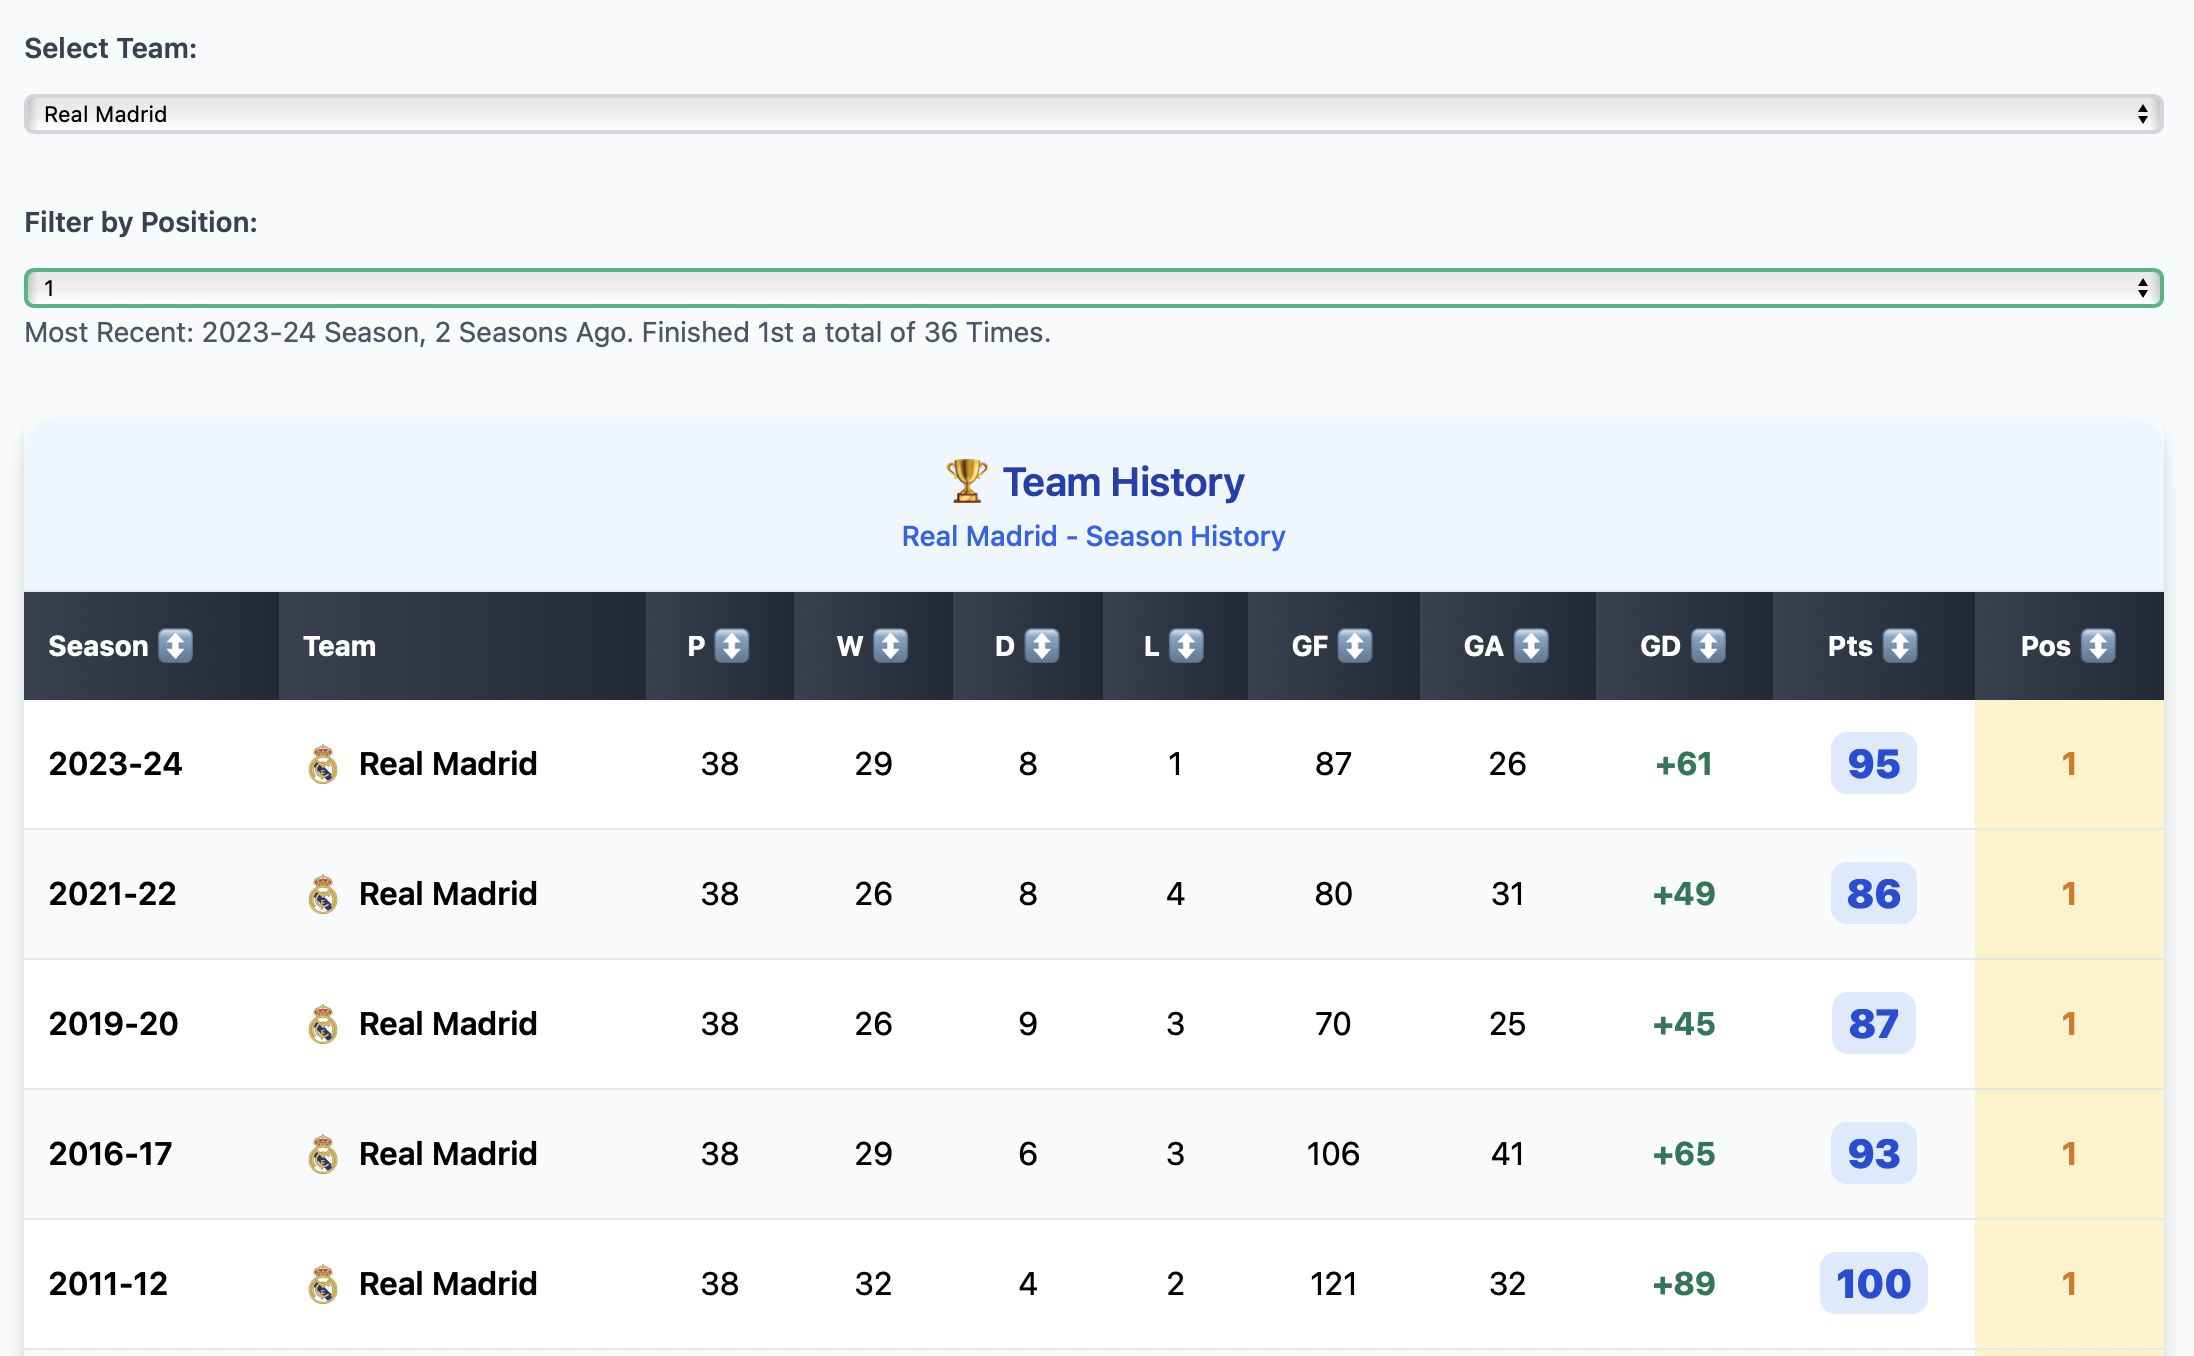 Select Team:
Real Madrid
Filter by Position:
1
Most Recent: 2023-24 Season, 2 Seasons Ago. Finished 1st a total of 36 Times.
🏆 Team History
Real Madrid - Season History
Season ↕️ Team P ↕️ W ↕️ D ↕️ L ↕️ GF ↕️ GA ↕️ GD ↕️ Pts ↕️ Pos ↕️
2023-24 Real Madrid 38 29 8 1 87 26 +61 95 1
2021-22 Real Madrid 38 26 8 4 80 31 +49 86 1
2019-20 Real Madrid 38 26 9 3 70 25 +45 87 1
2016-17 Real Madrid 38 29 6 3 106 41 +65 93 1
2011-12 Real Madrid 38 32 4 2 121 32 +89 100 1